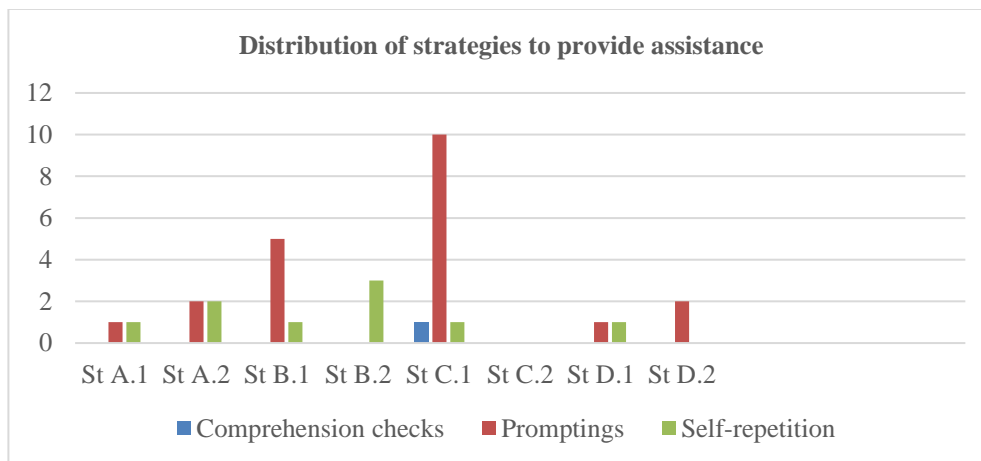 Distribution of strategies to provide assistance
12
10
8
6
4
2
0
St A.1 St A.2 St B.1 St B.2 St C.1 St C.2 St D.1 St D.2
Comprehension checks Promptings Self-repetition